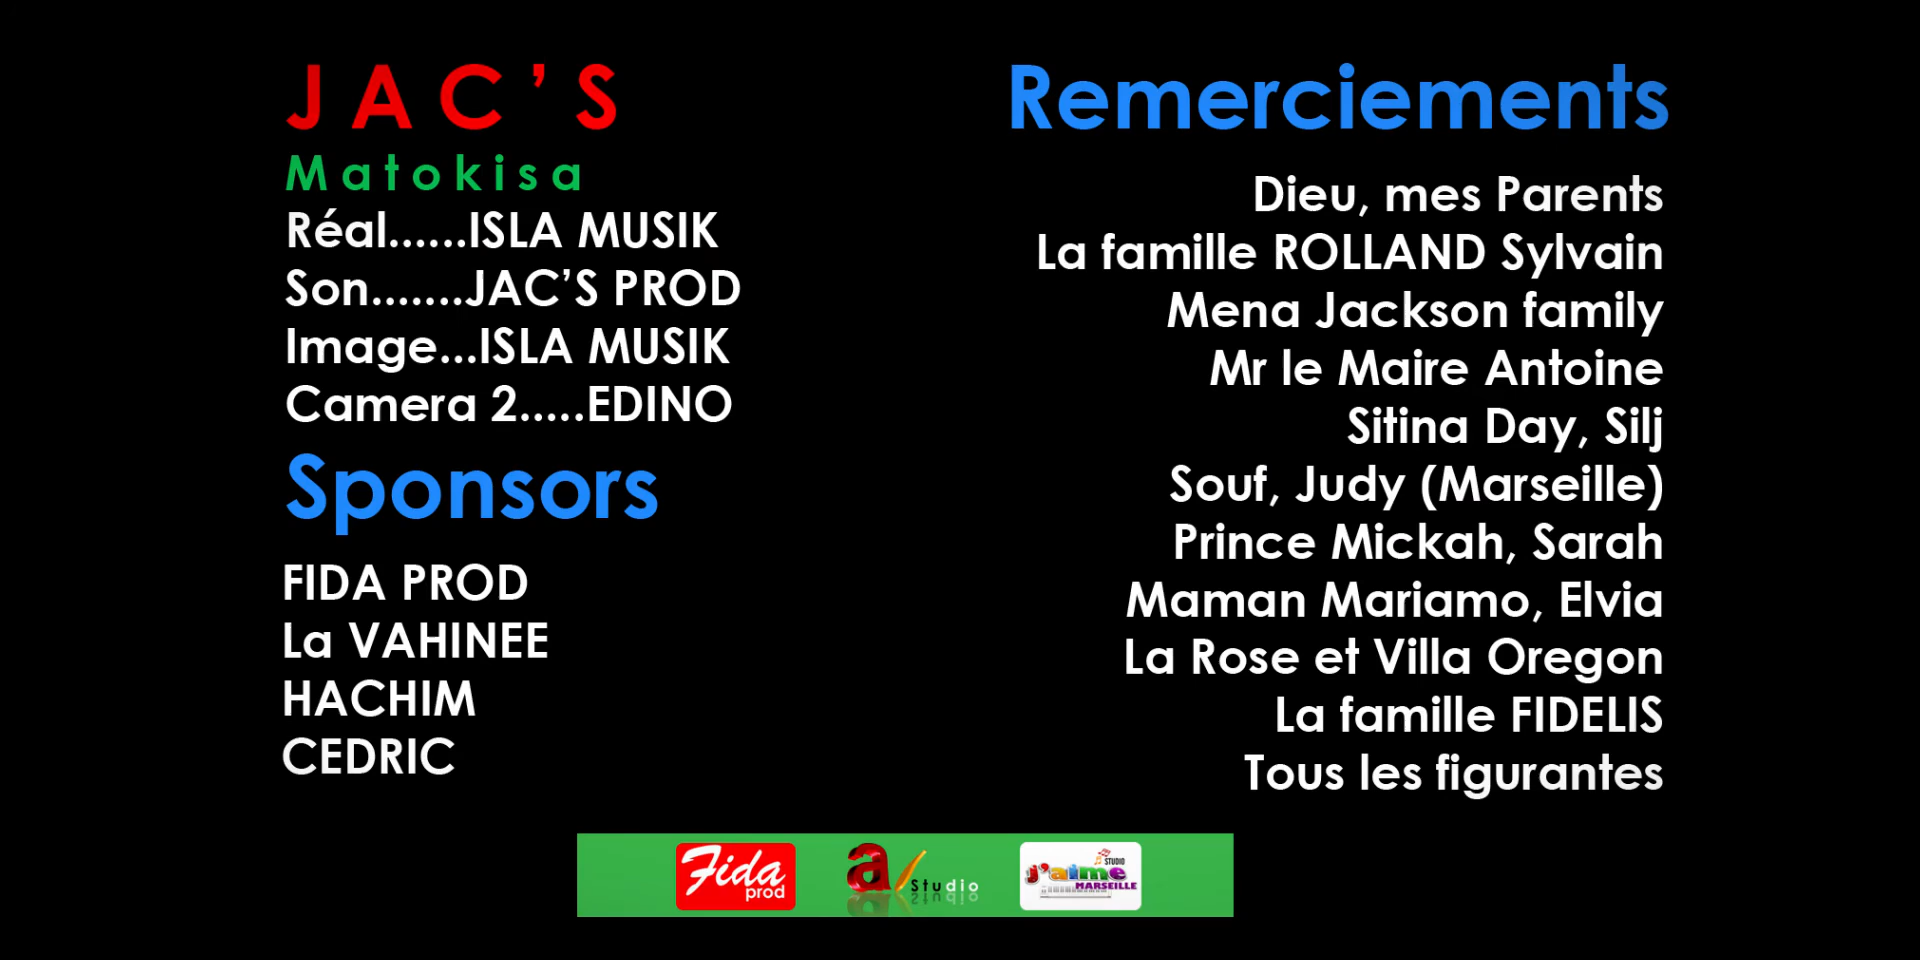 JAC’S
Matokisa
Réal......ISLA MUSIK
Son.......JAC’S PROD
Image...ISLA MUSIK
Camera 2.....EDINO
Sponsors
FIDA PROD
La VAHINEE
HACHIM
CEDRIC
Remerciements
Dieu, mes Parents
La famille ROLLAND Sylvain
Mena Jackson family
Mr le Maire Antoine
Sitina Day, Silj
Souf, Judy (Marseille)
Prince Mickah, Sarah
Maman Mariamo, Elvia
La Rose et Villa Oregon
La famille FIDELIS
Tous les figurantes
Fida
prod
a
Studio
STUDIO
J'aime
MARSEILLE